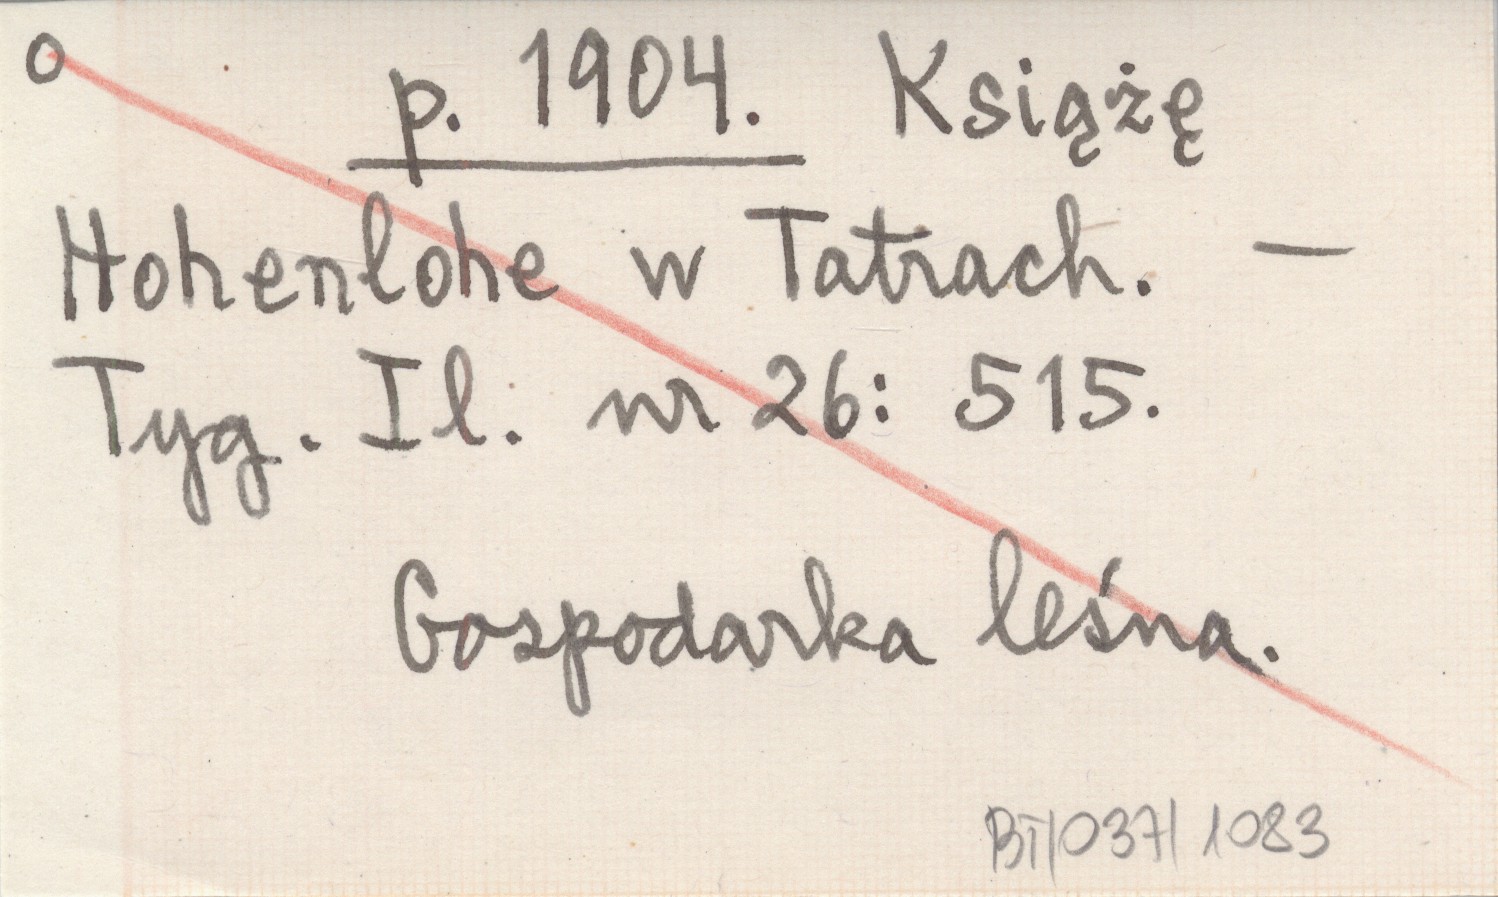 o p. 1904. Książę
Hohenlohe w Tatrach. —
Tyg. Il. nr 26: 515.
Gospodarka leśna.
BT/037/1083